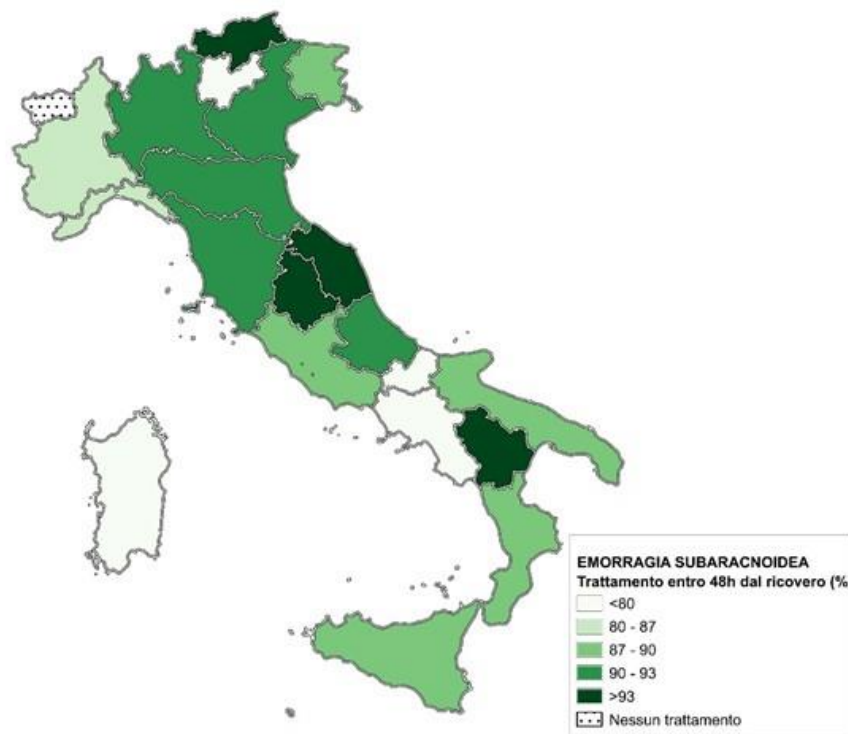 EMORRAGIA SUBARACNOIDEA
Trattamento entro 48h dal ricovero (%
<80
80 - 87
87 - 90
90 - 93
>93
Nessun trattamento